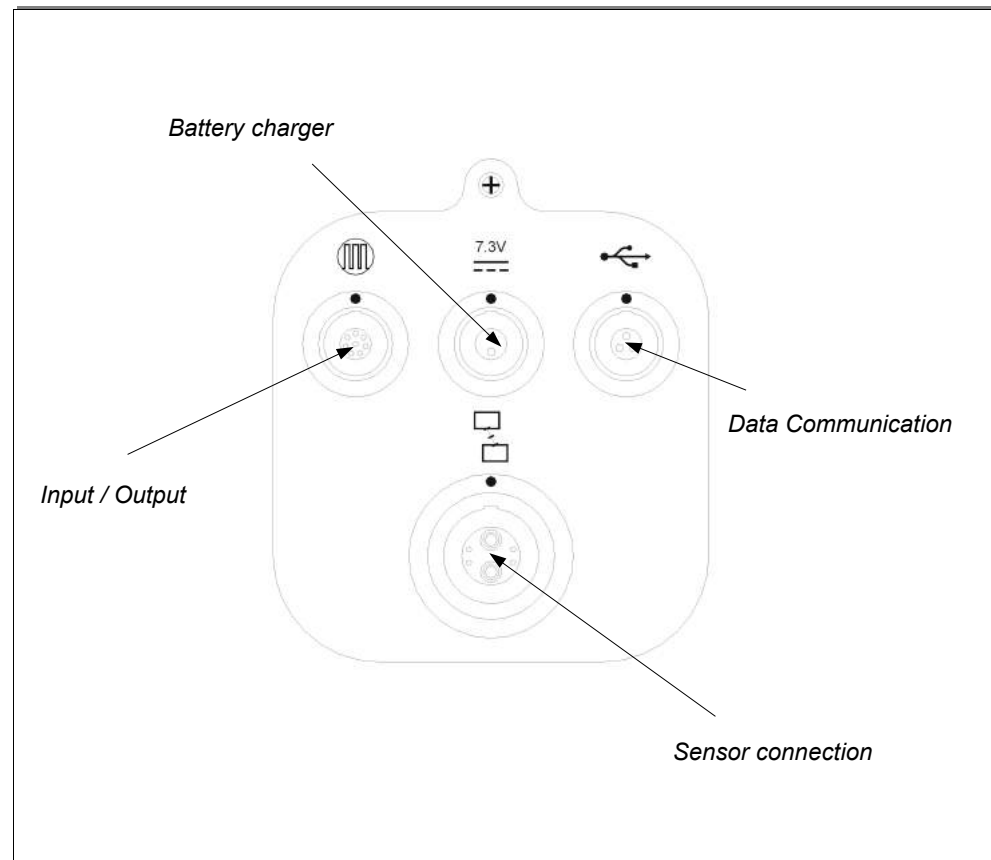 Battery charger
7.3V
Data Communication
Input / Output
Sensor connection